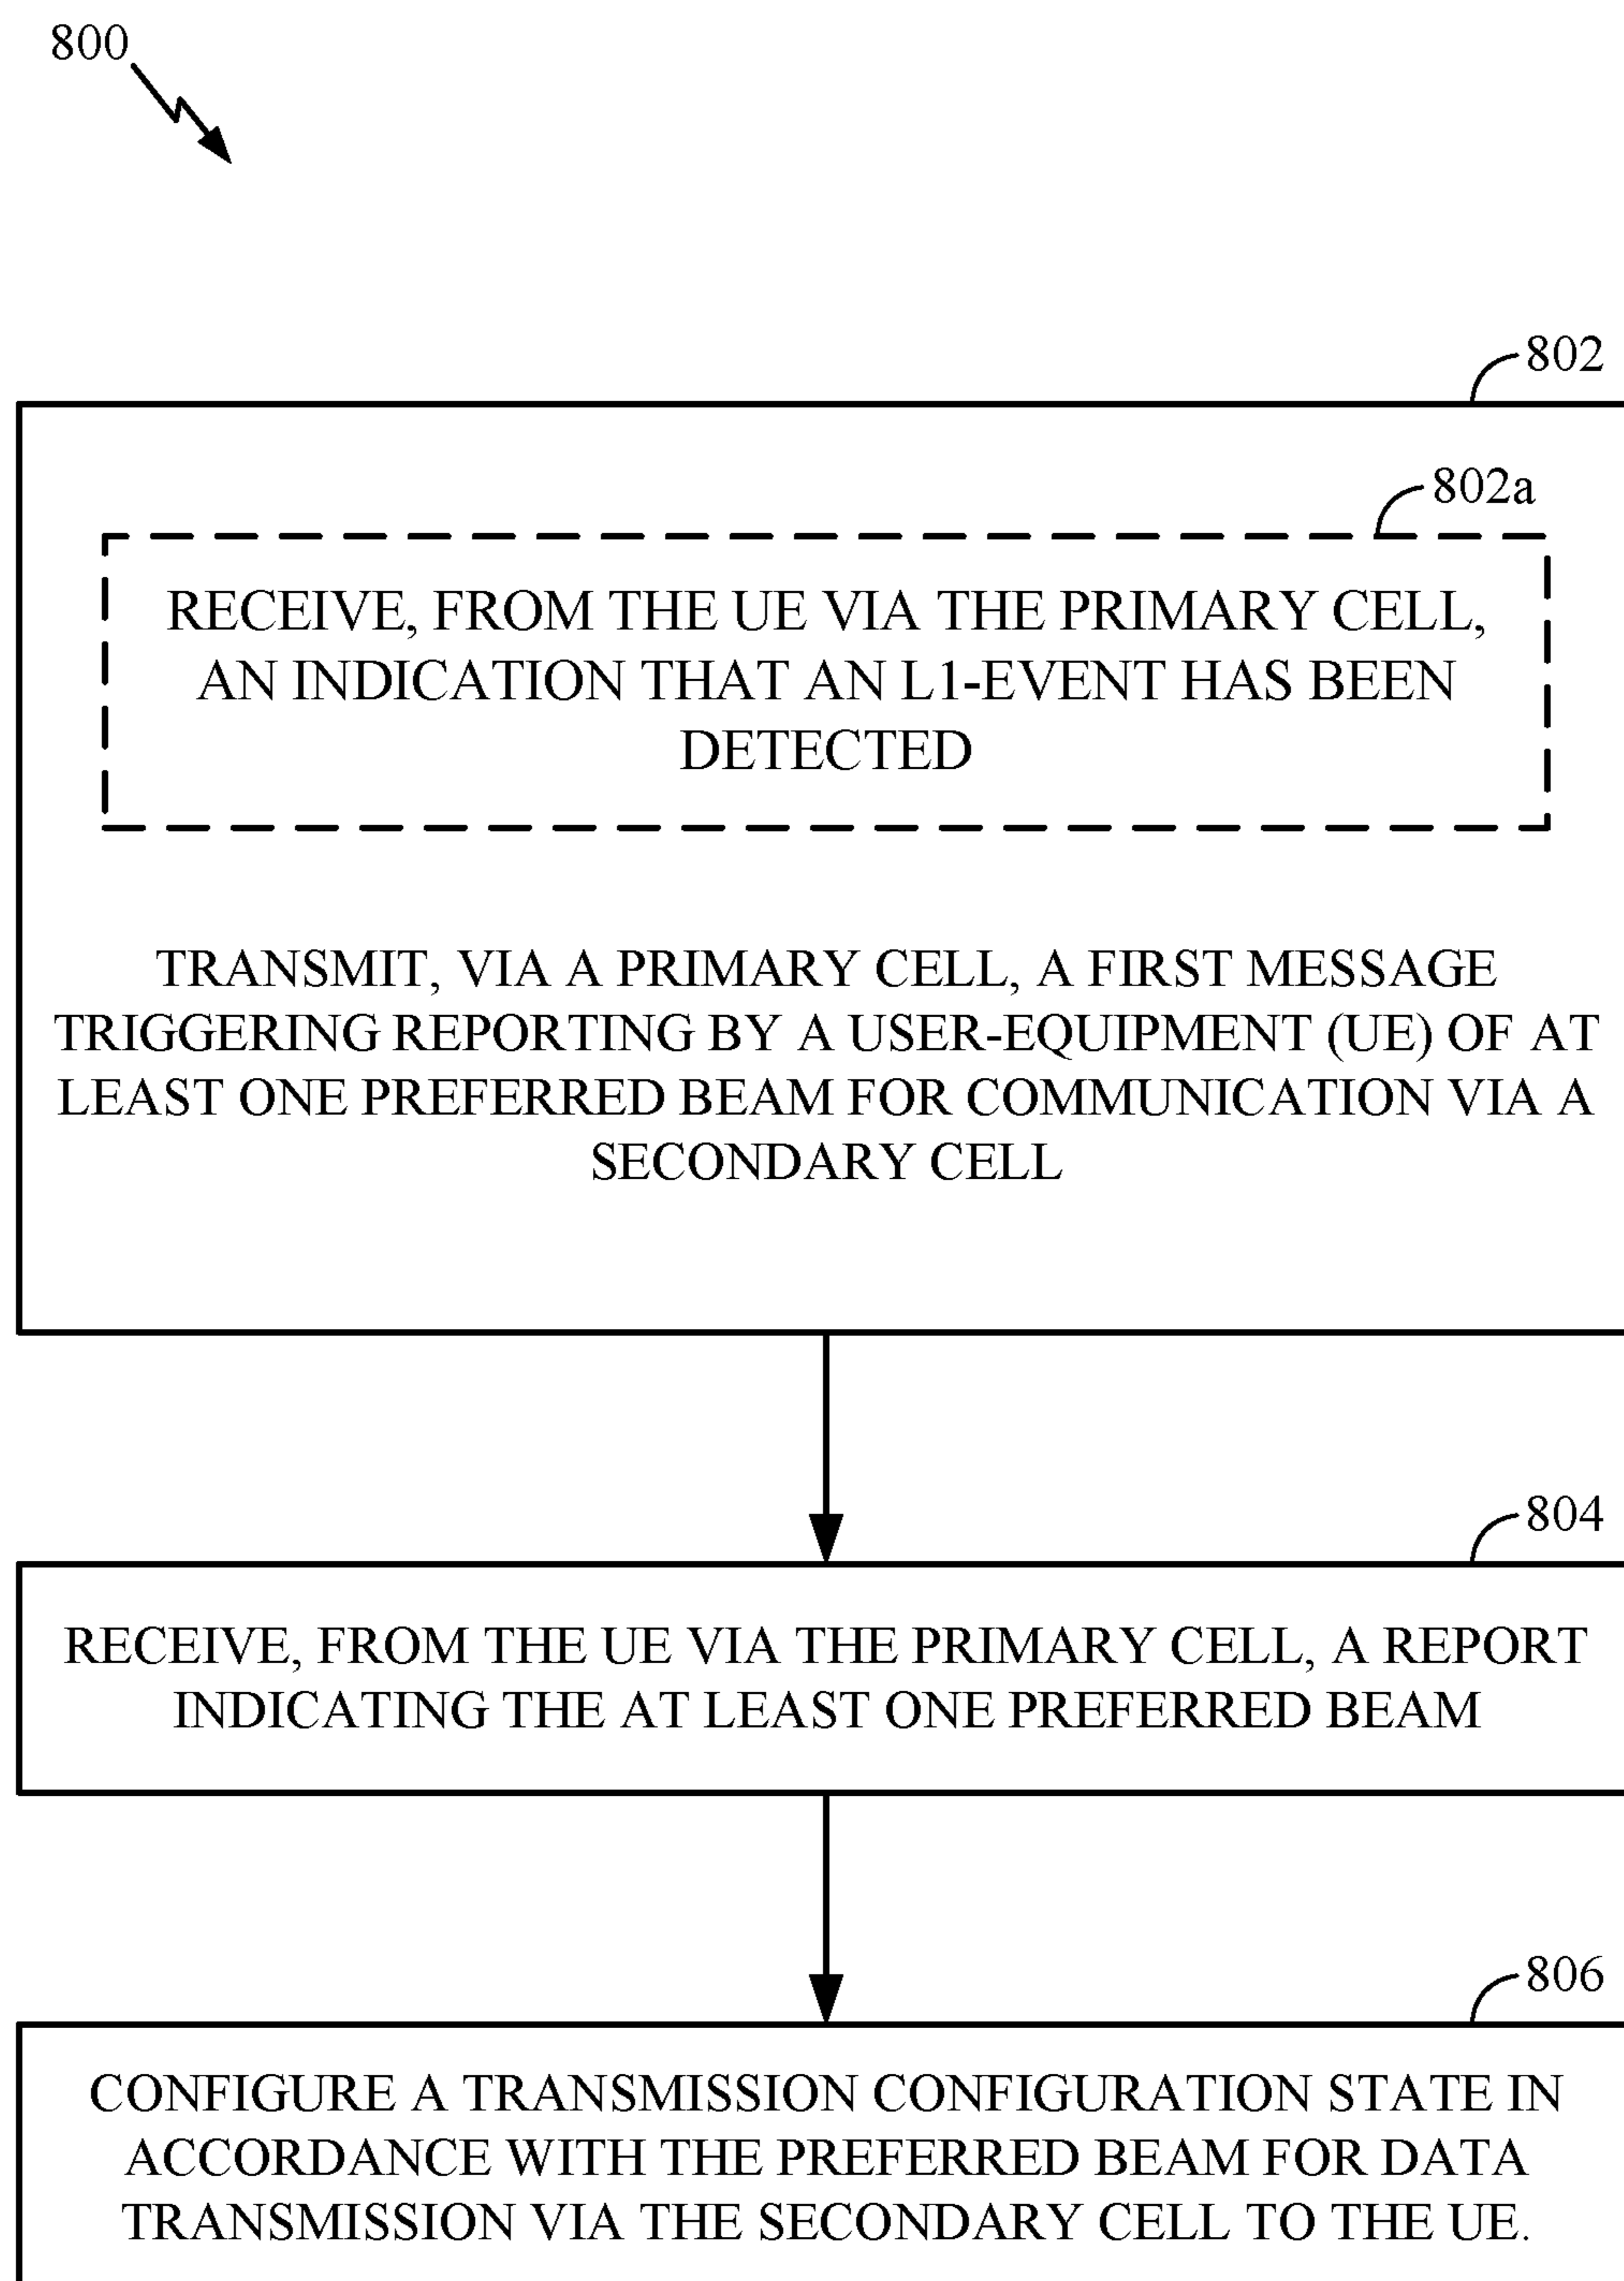 800
802
802a
RECEIVE, FROM THE UE VIA THE PRIMARY CELL,
AN INDICATION THAT AN L1-EVENT HAS BEEN
DETECTED
TRANSMIT, VIA A PRIMARY CELL, A FIRST MESSAGE
TRIGGERING REPORTING BY A USER-EQUIPMENT (UE) OF AT
LEAST ONE PREFERRED BEAM FOR COMMUNICATION VIA A
SECONDARY CELL
804
RECEIVE, FROM THE UE VIA THE PRIMARY CELL, A REPORT
INDICATING THE AT LEAST ONE PREFERRED BEAM
806
CONFIGURE A TRANSMISSION CONFIGURATION STATE IN
ACCORDANCE WITH THE PREFERRED BEAM FOR DATA
TRANSMISSION VIA THE SECONDARY CELL TO THE UE.